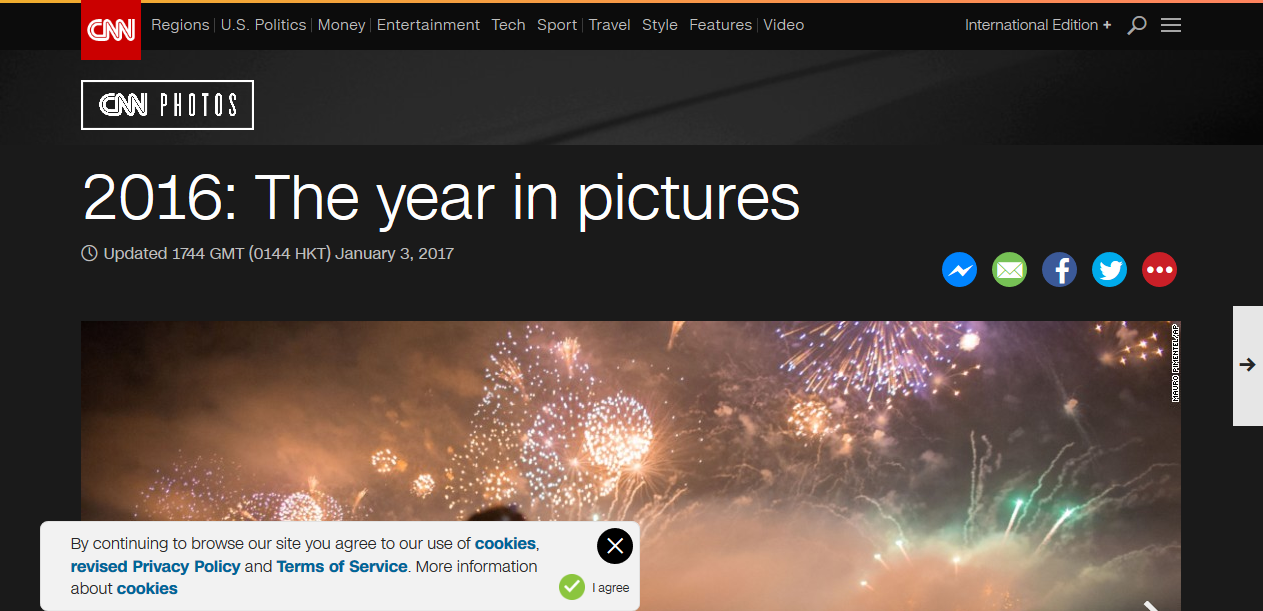 CNN Regions U.S. Politics Money Entertainment Tech Sport Travel Style Features Video International Edition +
CNN PHOTOS
2016: The year in pictures
Updated 1744 GMT (0144 HKT) January 3, 2017
MAURO PIMENTEL/AP
By continuing to browse our site you agree to our use of cookies,
revised Privacy Policy and Terms of Service. More information
about cookies
I agree